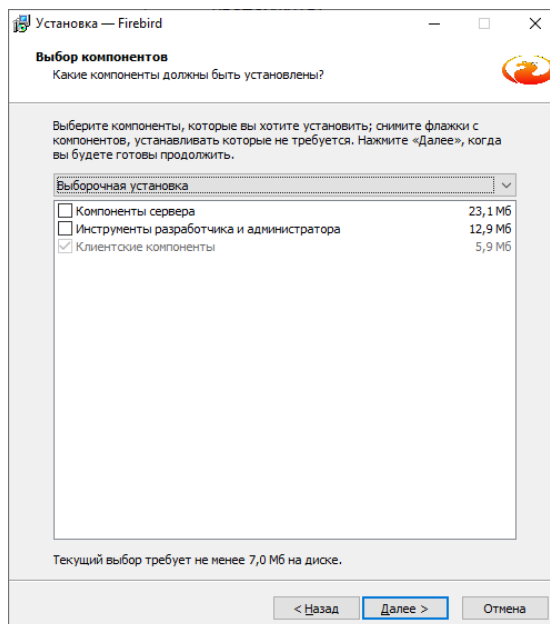 Установка — Firebird
Выбор компонентов
Какие компоненты должны быть установлены?
Выберите компоненты, которые вы хотите установить; снимите флажки с
компонентов, устанавливать которые не требуется. Нажмите «Далее», когда
вы будете готовы продолжить.
Выборочная установка
Компоненты сервера 23,1 Мб
Инструменты разработчика и администратора 12,9 Мб
Клиентские компоненты 5,9 Мб
Текущий выбор требует не менее 7,0 Мб на диске.
< Назад Далее > Отмена